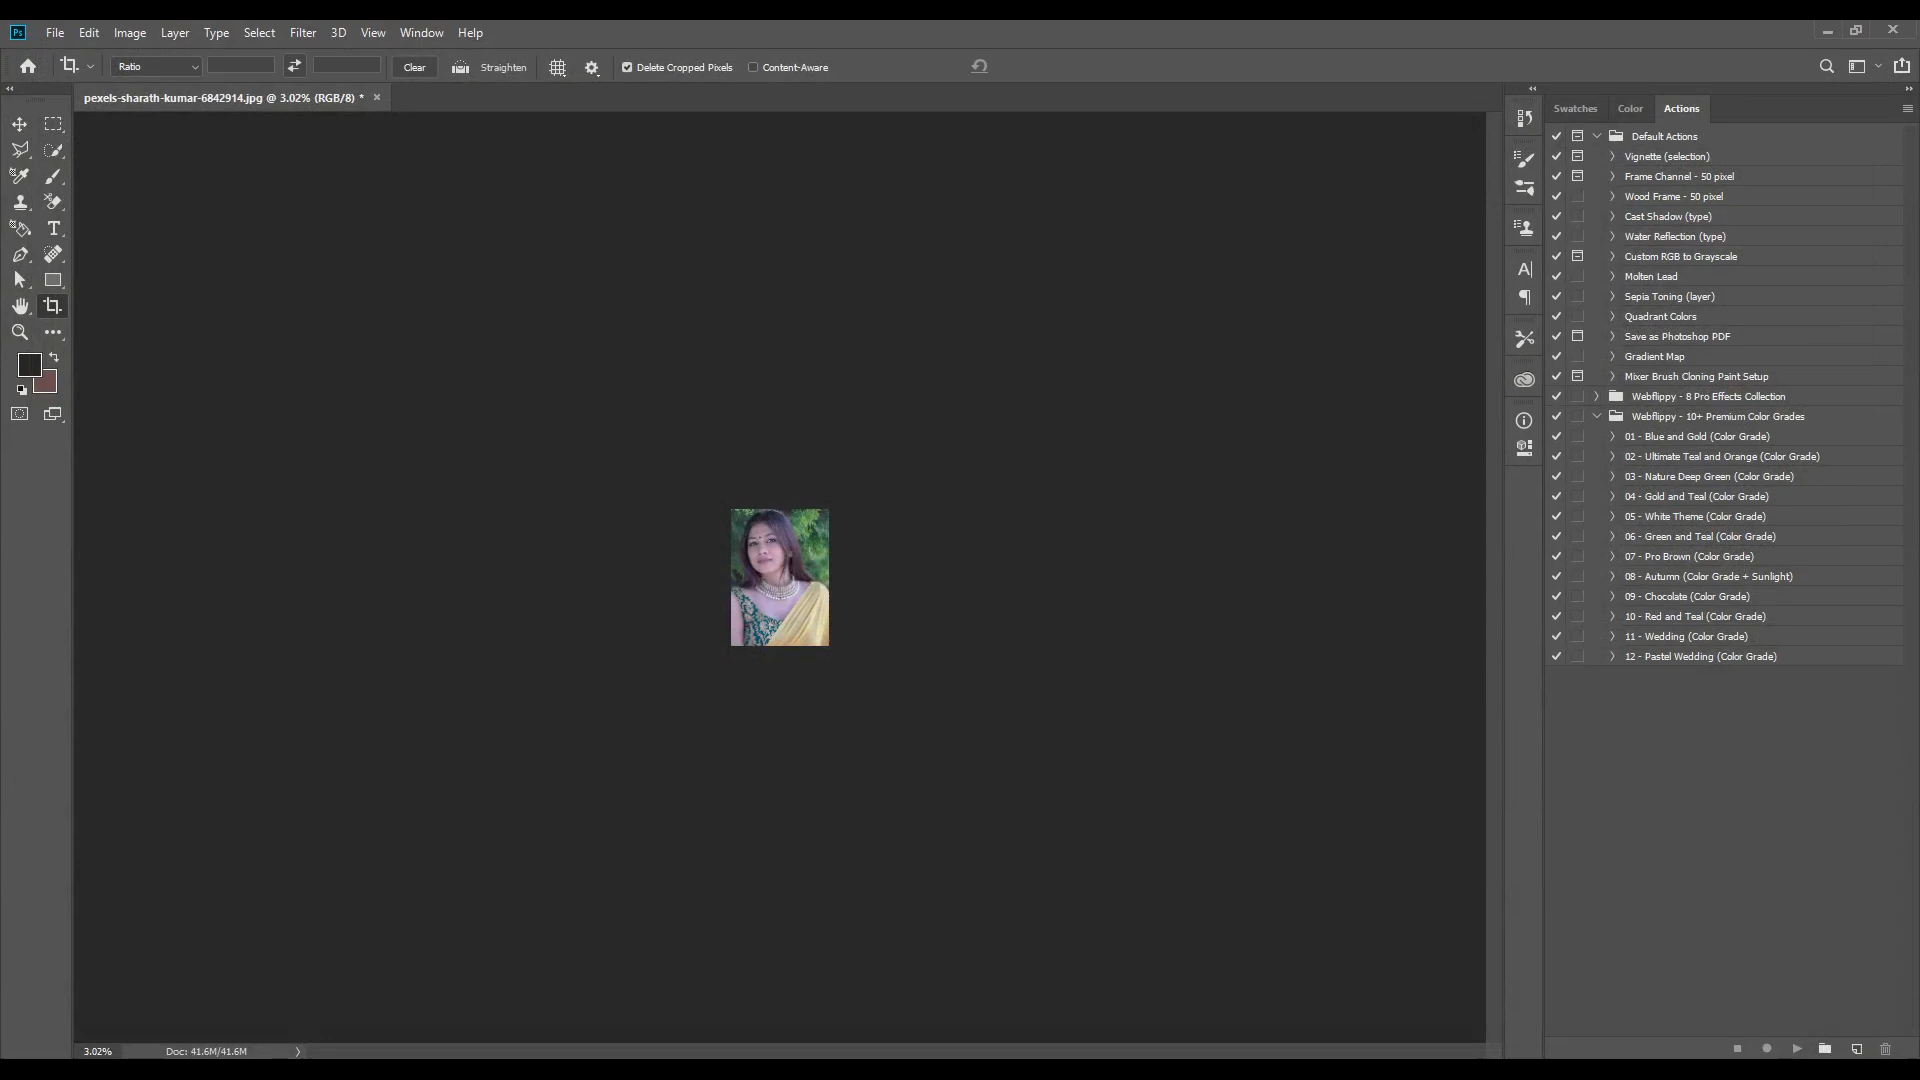 Ps File Edit Image Layer Type Select Filter 3D View Window Help
Ratio Clear Straighten Delete Cropped Pixels Content-Aware
pexels-sharath-kumar-6842914.jpg @ 3.02% (RGB/8) *
Swatches Color Actions
Default Actions
Vignette (selection)
Frame Channel - 50 pixel
Wood Frame - 50 pixel
Cast Shadow (type)
Water Reflection (type)
Custom RGB to Grayscale
Molten Lead
Sepia Toning (layer)
Quadrant Colors
Save as Photoshop PDF
Gradient Map
Mixer Brush Cloning Paint Setup
Webflippy - 8 Pro Effects Collection
Webflippy - 10+ Premium Color Grades
01 - Blue and Gold (Color Grade)
02 - Ultimate Teal and Orange (Color Grade)
03 - Nature Deep Green (Color Grade)
04 - Gold and Teal (Color Grade)
05 - White Theme (Color Grade)
06 - Green and Teal (Color Grade)
07 - Pro Brown (Color Grade)
08 - Autumn (Color Grade + Sunlight)
09 - Chocolate (Color Grade)
10 - Red and Teal (Color Grade)
11 - Wedding (Color Grade)
12 - Pastel Wedding (Color Grade)
3.02% Doc: 41.6M/41.6M